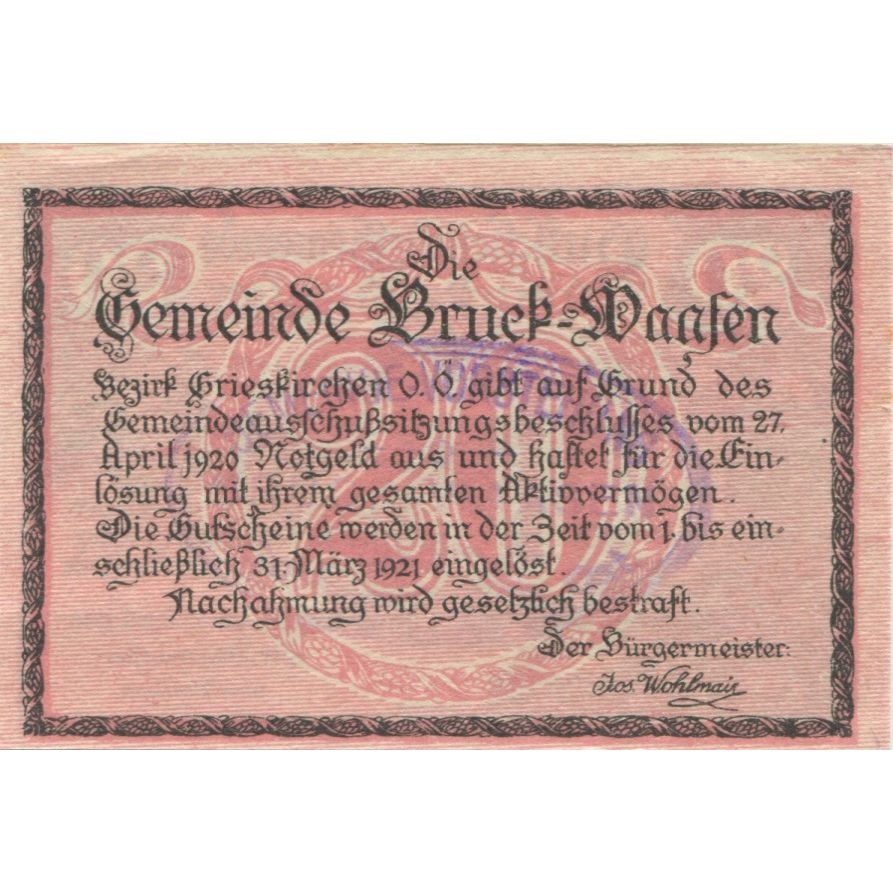 Die
Gemeinde Bruck-Waasen
Bezirk Grieskirchen O.Ö. gibt auf Grund des
Gemeindeausschußsitzungsbeschlusses vom 27.
April 1920 Notgeld aus und haftet für die Ein-
lösung mit ihrem gesamten Aktivvermögen.
Die Gutscheine werden in der Zeit vom 1. bis ein-
schließlich 31. März 1921 eingelöst.
Nachahmung wird gesetzlich bestraft.
Der Bürgermeister:
Jos. Wohlmair
20